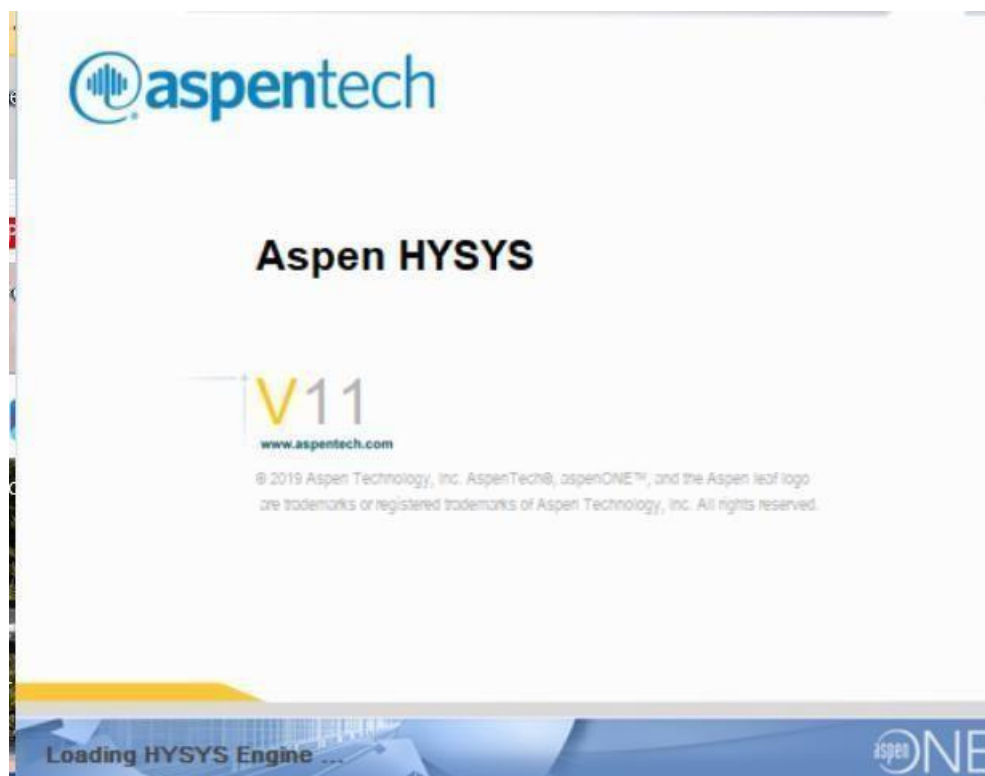 aspentech
Aspen HYSYS
V11
www.aspentech.com
© 2019 Aspen Technology, Inc. AspenTech®, aspenONE™, and the Aspen leaf logo
are trademarks or registered trademarks of Aspen Technology, Inc. All rights reserved.
Loading HYSYS Engine ...
aspen ONE